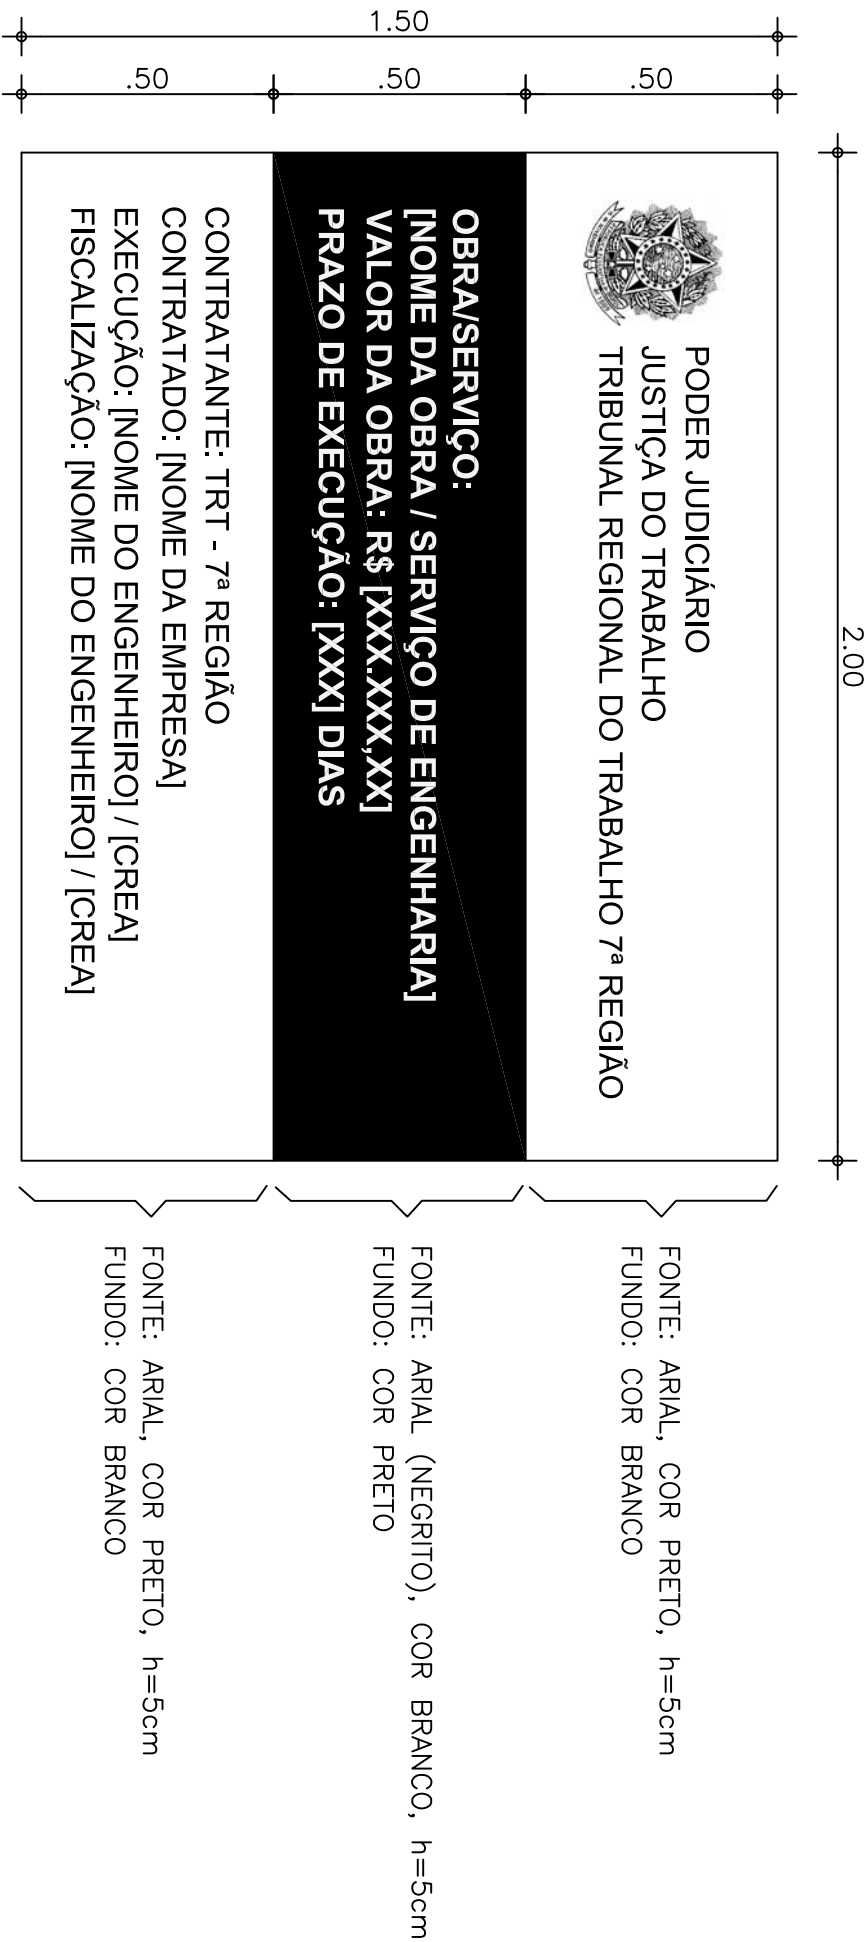 2.00
1.50
.50
.50
.50
PODER JUDICIÁRIO
JUSTIÇA DO TRABALHO
TRIBUNAL REGIONAL DO TRABALHO 7ª REGIÃO
FONTE: ARIAL, COR PRETO, h=5cm
FUNDO: COR BRANCO
OBRA/SERVIÇO:
[NOME DA OBRA / SERVIÇO DE ENGENHARIA]
VALOR DA OBRA: R$ [XXX.XXX,XX]
PRAZO DE EXECUÇÃO: [XXX] DIAS
FONTE: ARIAL (NEGRITO), COR BRANCO, h=5cm
FUNDO: COR PRETO
CONTRATANTE: TRT - 7ª REGIÃO
CONTRATADO: [NOME DA EMPRESA]
EXECUÇÃO: [NOME DO ENGENHEIRO] / [CREA]
FISCALIZAÇÃO: [NOME DO ENGENHEIRO] / [CREA]
FONTE: ARIAL, COR PRETO, h=5cm
FUNDO: COR BRANCO